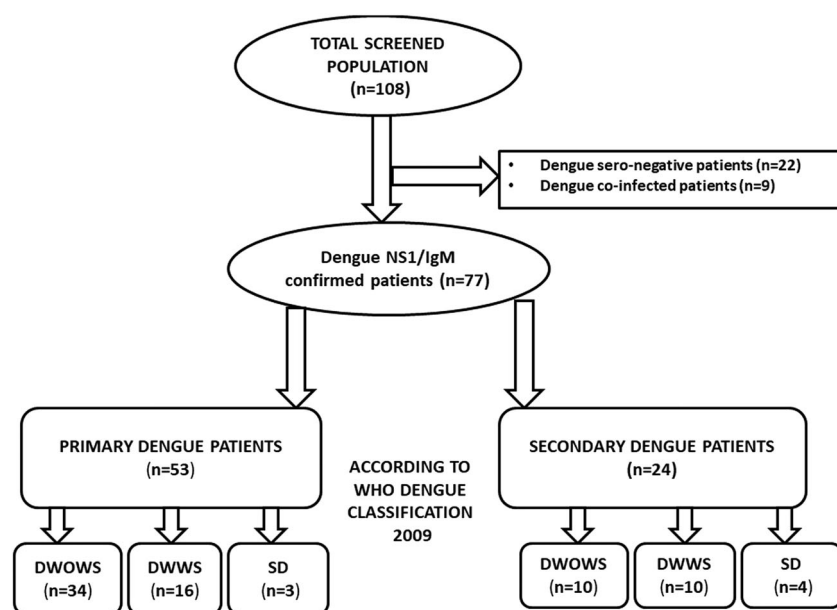 TOTAL SCREENED
POPULATION
(n=108)
• Dengue sero-negative patients (n=22)
• Dengue co-infected patients (n=9)
Dengue NS1/IgM
confirmed patients (n=77)
PRIMARY DENGUE PATIENTS
(n=53)
SECONDARY DENGUE PATIENTS
(n=24)
ACCORDING TO
WHO DENGUE
CLASSIFICATION
2009
DWOWS
(n=34)
DWWS
(n=16)
SD
(n=3)
DWOWS
(n=10)
DWWS
(n=10)
SD
(n=4)